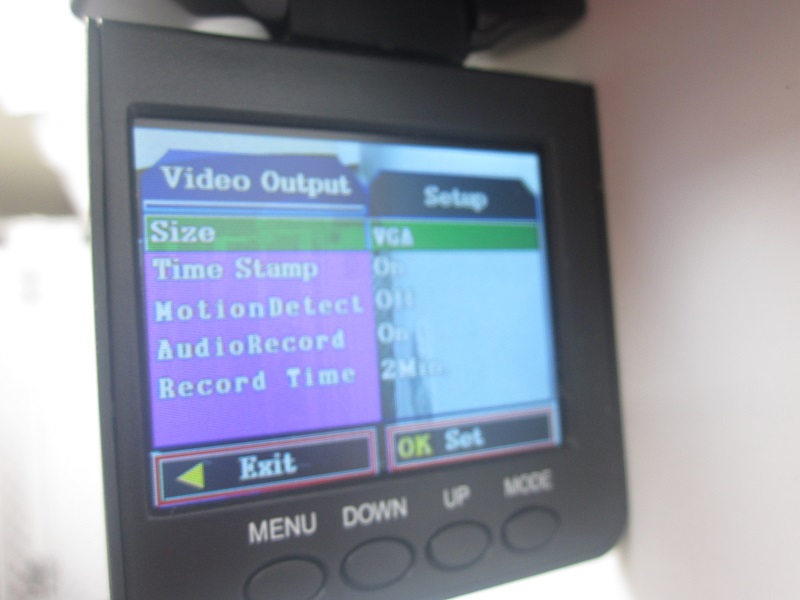 Video Output Setup
Size VGA
Time Stamp On
MotionDetect Off
AudioRecord On
Record Time 2Min
Exit OK Set
MENU DOWN UP MODE